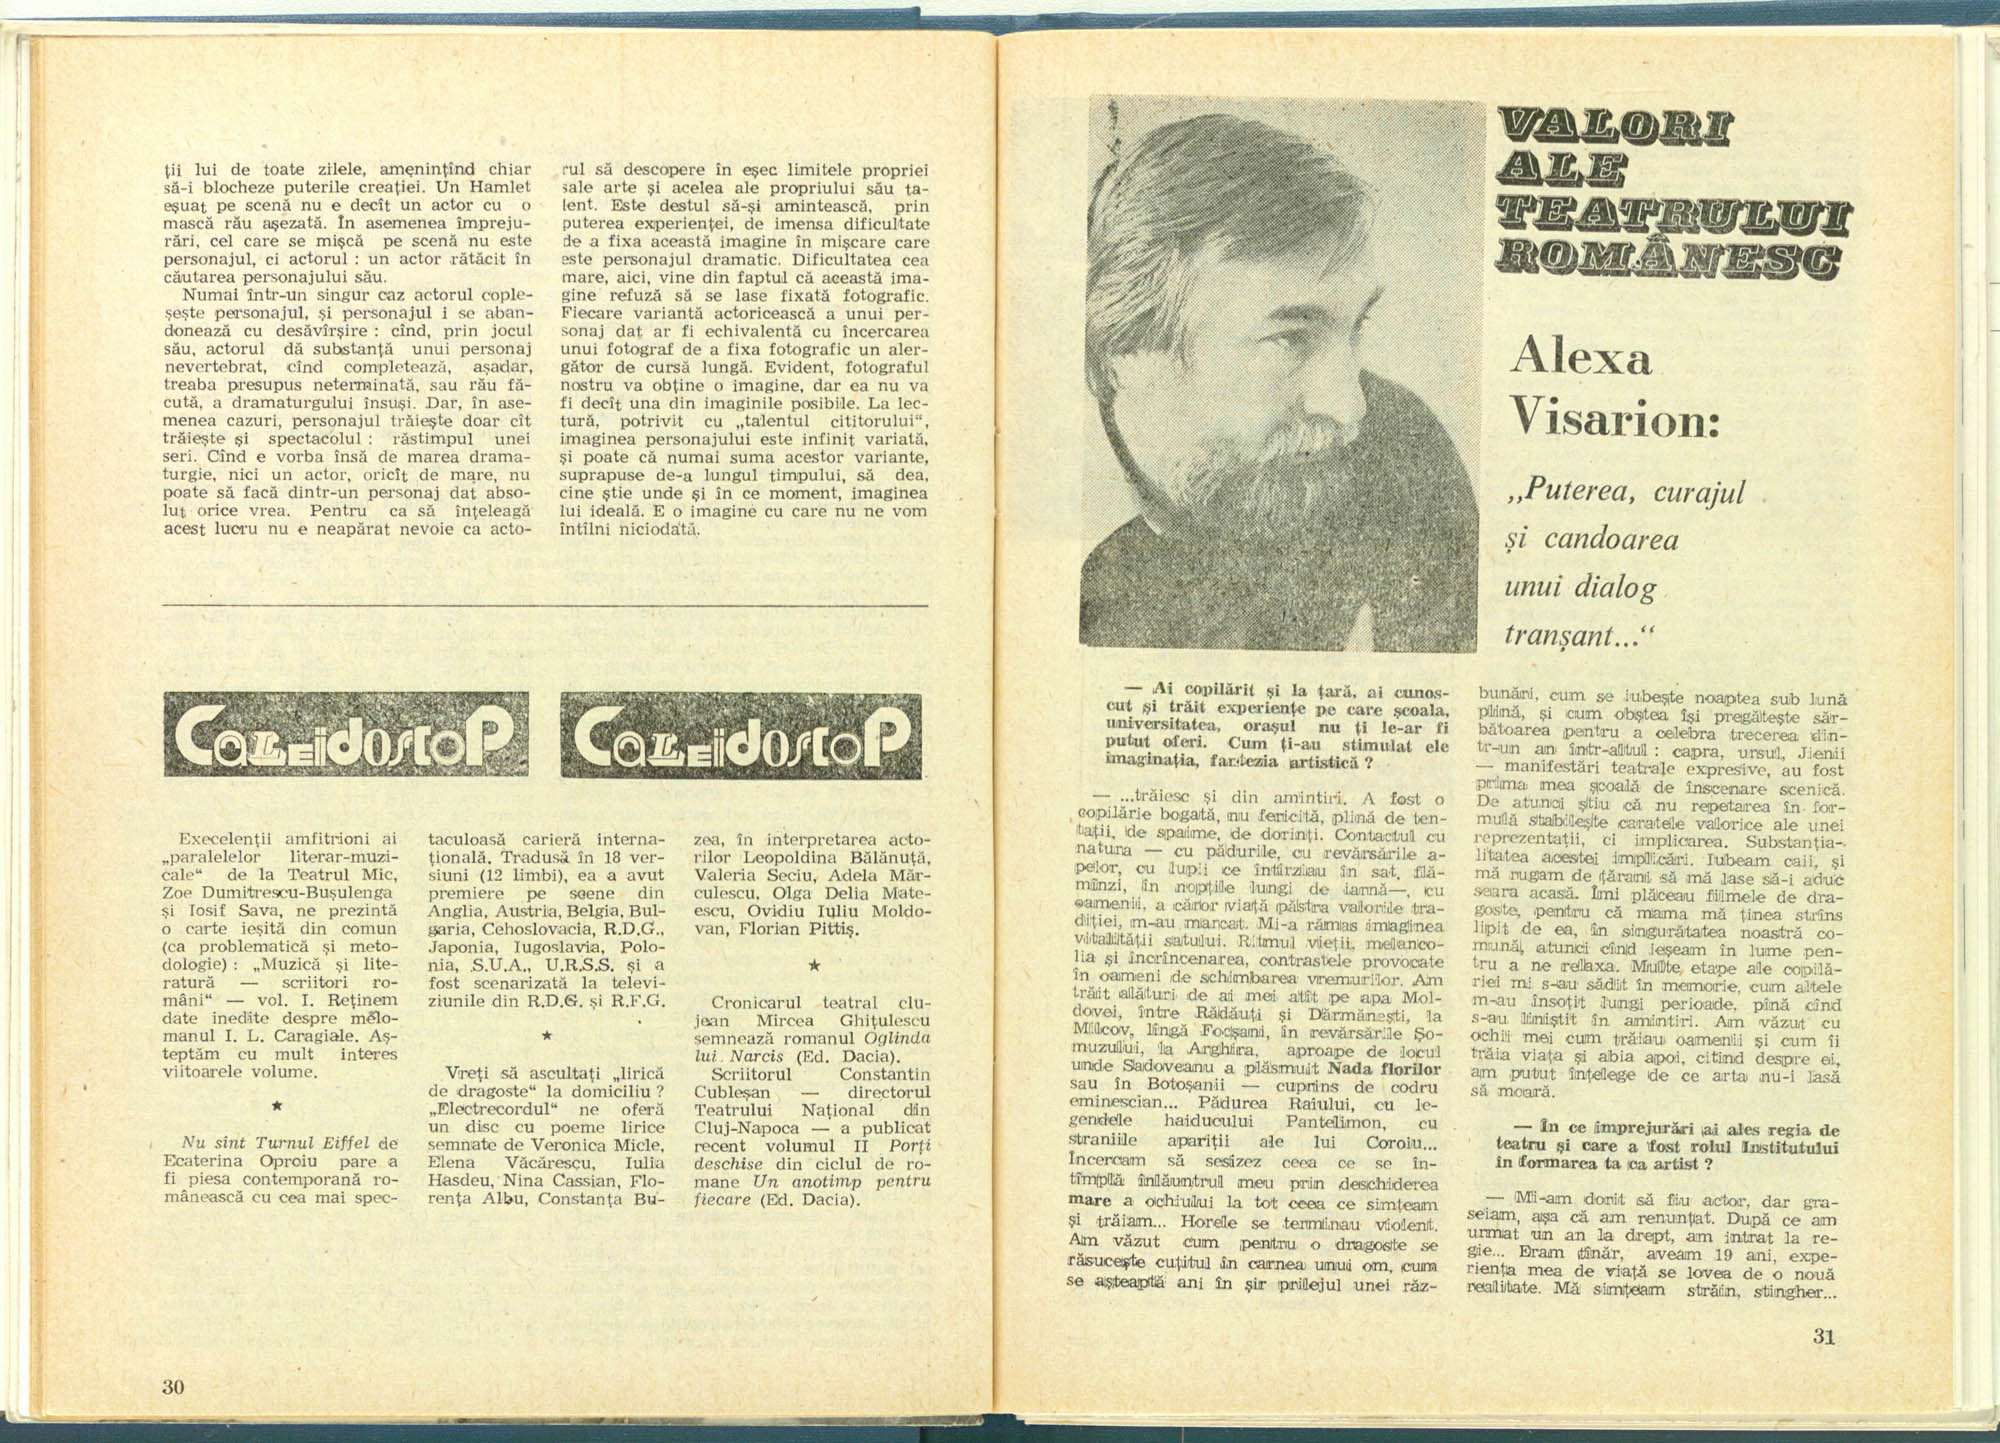 ții lui de toate zilele, amenințînd chiar
să-i blocheze puterile creației. Un Hamlet
eșuat pe scenă nu e decît un actor cu o
mască rău așezată. În asemenea împreju-
rări, cel care se mișcă pe scenă nu este
personajul, ci actorul : un actor rătăcit în
căutarea personajului său.
Numai într-un singur caz actorul cople-
șește personajul, și personajul i se aban-
donează cu desăvîrșire : cînd, prin jocul
său, actorul dă substanță unui personaj
nevertebrat, cînd completează, așadar,
treaba presupus neterminată, sau rău fă-
cută, a dramaturgului însuși. Dar, în ase-
menea cazuri, personajul trăiește doar cît
trăiește și spectacolul : răstimpul unei
seri. Cînd e vorba însă de marea drama-
turgie, nici un actor, oricît de mare, nu
poate să facă dintr-un personaj dat abso-
lut orice vrea. Pentru ca să înțeleagă
acest lucru nu e neapărat nevoie ca acto-
rul să descopere în eșec limitele propriei
sale arte și acelea ale propriului său ta-
lent. Este destul să-și amintească, prin
puterea experienței, de imensa dificultate
de a fixa această imagine în mișcare care
este personajul dramatic. Dificultatea cea
mare, aici, vine din faptul că această ima-
gine refuză să se lase fixată fotografic.
Fiecare variantă actoricească a unui per-
sonaj dat ar fi echivalentă cu încercarea
unui fotograf de a fixa fotografic un aler-
gător de cursă lungă. Evident, fotograful
nostru va obține o imagine, dar ea nu va
fi decît una din imaginile posibile. La lec-
tură, potrivit cu „talentul cititorului“,
imaginea personajului este infinit variată,
și poate că numai suma acestor variante,
suprapuse de-a lungul timpului, să dea,
cine știe unde și în ce moment, imaginea
lui ideală. E o imagine cu care nu ne vom
întîlni niciodată.
CALEIDOSCOP
CALEIDOSCOP
Execelenții amfitrioni ai
„paralelelor literar-muzi-
cale“ de la Teatrul Mic,
Zoe Dumitrescu-Bușulenga
și Iosif Sava, ne prezintă
o carte ieșită din comun
(ca problematică și meto-
dologie) : „Muzică și lite-
ratură — scriitori ro-
mâni“ — vol. I. Reținem
date inedite despre mélo-
manul I. L. Caragiale. Aș-
teptăm cu mult interes
viitoarele volume.
★
Nu sînt Turnul Eiffel de
Ecaterina Oproiu pare a
fi piesa contemporană ro-
mânească cu cea mai spec-
taculoasă carieră interna-
țională. Tradusă în 18 ver-
siuni (12 limbi), ea a avut
premiere pe scene din
Anglia, Austria, Belgia, Bul-
garia, Cehoslovacia, R.D.G.,
Japonia, Iugoslavia, Polo-
nia, S.U.A., U.R.S.S. și a
fost scenarizată la televi-
ziunile din R.D.G. și R.F.G.
★
Vreți să ascultați „lirică
de dragoste“ la domiciliu ?
„Electrecordul“ ne oferă
un disc cu poeme lirice
semnate de Veronica Micle,
Elena Văcărescu, Iulia
Hasdeu, Nina Cassian, Flo-
rența Albu, Constanța Bu-
zea, în interpretarea acto-
rilor Leopoldina Bălănuță,
Valeria Seciu, Adela Măr-
culescu, Olga Delia Mate-
escu, Ovidiu Iuliu Moldo-
van, Florian Pittiș.
★
Cronicarul teatral clu-
jean Mircea Ghițulescu
semnează romanul Oglinda
lui Narcis (Ed. Dacia).
Scriitorul Constantin
Cubleșan — directorul
Teatrului Național din
Cluj-Napoca — a publicat
recent volumul II Porți
deschise din ciclul de ro-
mane Un anotimp pentru
fiecare (Ed. Dacia).
30
VALORI
ALE
TEATRULUI
ROMÂNESC
Alexa
Visarion:
„Puterea, curajul
și candoarea
unui dialog
tranșant...“
— Ai copilărit și la țară, ai cunos-
cut și trăit experiențe pe care școala,
universitatea, orașul nu ți le-ar fi
putut oferi. Cum ți-au stimulat ele
imaginația, fantezia artistică ?
— ...trăiesc și din amintiri. A fost o
copilărie bogată, nu fericită, plină de ten-
tații, de spaime, de dorinți. Contactul cu
natura — cu pădurile, cu revărsările a-
pelor, cu lupii ce întîrziau în sat, flă-
mînzi, în nopțile lungi de iarnă—, cu
oamenii, a căror viață păstra valorile tra-
diției, m-au marcat. Mi-a rămas imaginea
vitalității satului. Ritmul vieții, melanco-
lia și încrîncenarea, contrastele provocate
în oameni de schimbarea vremurilor. Am
trăit alături de ai mei atît pe apa Mol-
dovei, între Rădăuți și Dărmănești, la
Milcov, lîngă Focșani, în revărsările Șo-
muzului, la Arghira, aproape de locul
unde Sadoveanu a plăsmuit Nada florilor
sau în Botoșanii — cuprins de codru
eminescian... Pădurea Raiului, cu le-
gendele haiducului Pantelimon, cu
straniile apariții ale lui Coroiu...
Încercam să sesizez ceea ce se în-
tîmplă înlăuntrul meu prin deschiderea
mare a ochiului la tot ceea ce simțeam
și trăiam... Horele se terminau violent.
Am văzut cum pentru o dragoste se
răsucește cuțitul în carnea unui om, cum
se așteaptă ani în șir prilejul unei răz-
bunări, cum se iubește noaptea sub lună
plină, și cum obștea își pregătește săr-
bătoarea pentru a celebra trecerea din-
tr-un an într-altul : capra, ursul, Jienii
— manifestări teatrale expresive, au fost
prima mea școală de înscenare scenică.
De atunci știu că nu repetarea în for-
mulă stabilește caratele valorice ale unei
reprezentații, ci implicarea. Substanția-
litatea acestei implicări. Iubeam caii, și
mă rugam de țărani să mă lase să-i aduc
seara acasă. Îmi plăceau filmele de dra-
goste, pentru că mama mă ținea strîns
lipit de ea, în singurătatea noastră co-
mună, atunci cînd ieșeam în lume pen-
tru a ne relaxa. Multe etape ale copilă-
riei mi s-au sădit în memorie, cum altele
m-au însoțit lungi perioade, pînă cînd
s-au liniștit în amintiri. Am văzut cu
ochii mei cum trăiau oamenii și cum îi
trăia viața și abia apoi, citind despre ei,
am putut înțelege de ce arta nu-i lasă
să moară.
— În ce împrejurări ai ales regia de
teatru și care a fost rolul Institutului
în formarea ta ca artist ?
— Mi-am dorit să fiu actor, dar gra-
seiam, așa că am renunțat. După ce am
urmat un an la drept, am intrat la re-
gie... Eram tînăr, aveam 19 ani, expe-
riența mea de viață se lovea de o nouă
realitate. Mă simțeam străin, stingher...
31